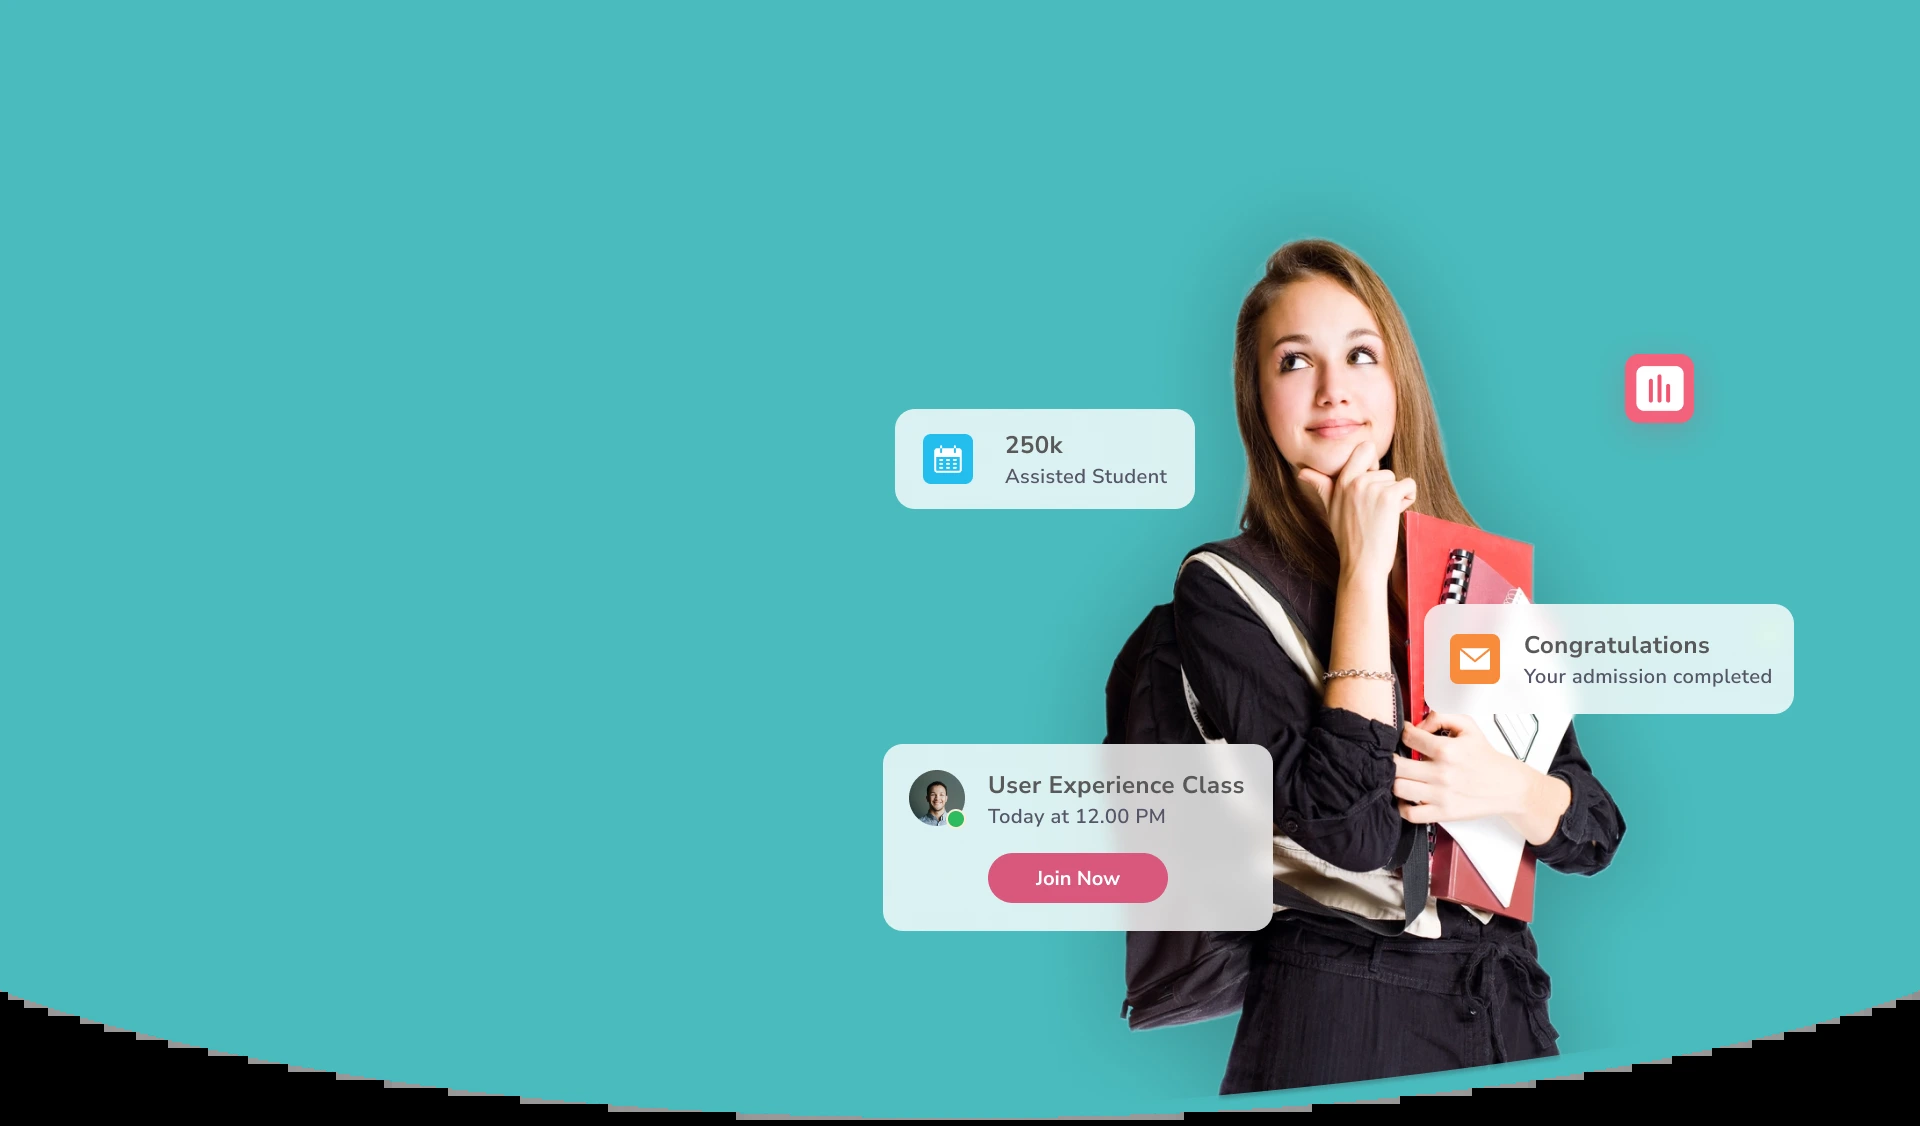 250k
Assisted Student
Congratulations
Your admission completed
User Experience Class
Today at 12.00 PM
Join Now